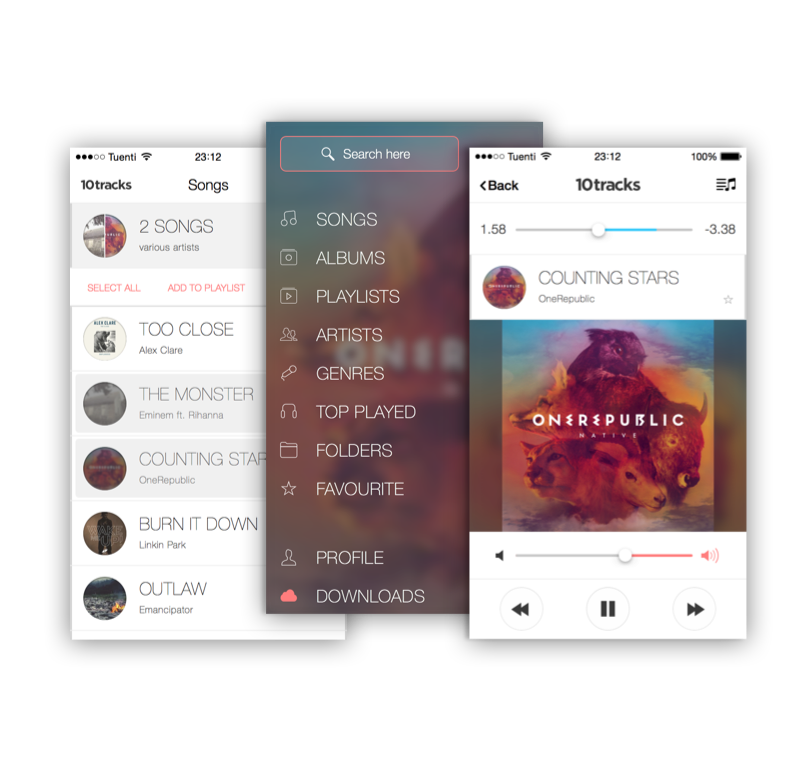 ●●●○○ Tuenti 23:12
10tracks Songs
2 SONGS
various artists
SELECT ALL ADD TO PLAYLIST
ALEX CLARE
TOO CLOSE
Alex Clare
THE MONSTER
Eminem ft. Rihanna
COUNTING STAR
OneRepublic
BURN IT DOWN
Linkin Park
OUTLAW
Emancipator
Search here
SONGS
ALBUMS
PLAYLISTS
ARTISTS
GENRES
TOP PLAYED
FOLDERS
FAVOURITE
PROFILE
DOWNLOADS
●●●○○ Tuenti 23:12 100%
Back 10tracks
1.58 -3.38
COUNTING STARS
OneRepublic
ONEREPUBLIC
NATIVE